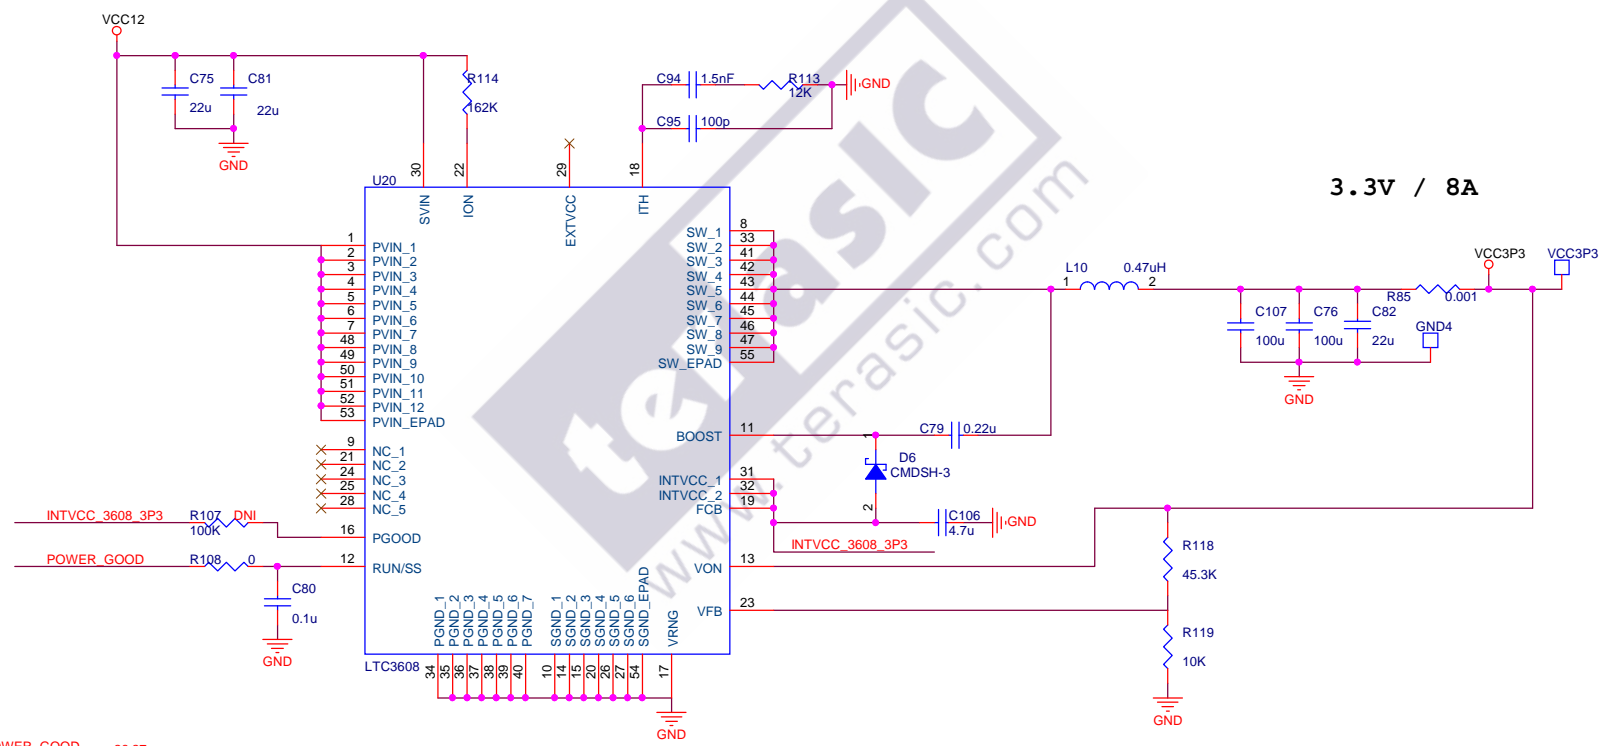 VCC12
C75
22u
C81
22u
GND
R114
162K
C94 1.5nF
R113
12K
GND
C95 100p
30
22
29
18
3.3V / 8A
U20
SVIN
ION
EXTVCC
ITH
1 PVIN_1
2 PVIN_2
3 PVIN_3
4 PVIN_4
5 PVIN_5
6 PVIN_6
7 PVIN_7
48 PVIN_8
49 PVIN_9
50 PVIN_10
51 PVIN_11
52 PVIN_12
53 PVIN_EPAD
9 NC_1
21 NC_2
24 NC_3
25 NC_4
28 NC_5
INTVCC_3608_3P3
R107 DNI
100K
16 PGOOD
POWER_GOOD
R108 0
12 RUN/SS
C80
0.1u
GND
SW_1 8
SW_2 33
SW_3 41
SW_4 42
SW_5 43
SW_6 44
SW_7 45
SW_8 46
SW_9 47
SW_EPAD 55
BOOST 11
INTVCC_1 31
INTVCC_2 32
FCB 19
VON 13
VFB 23
L10 0.47uH
1 2
C107
100u
C76
100u
C82
22u
R85 0.001
GND4
GND
VCC3P3
VCC3P3
C79 0.22u
1
D6
CMDSH-3
2
C106
4.7u
GND
INTVCC_3608_3P3
R118
45.3K
R119
10K
GND
PGND_1
PGND_2
PGND_3
PGND_4
PGND_5
PGND_6
PGND_7
SGND_1
SGND_2
SGND_3
SGND_4
SGND_5
SGND_6
SGND_EPAD
VRNG
LTC3608
34
35
36
37
38
39
40
10
14
15
20
26
27
54
17
GND
terasic
www.terasic.com